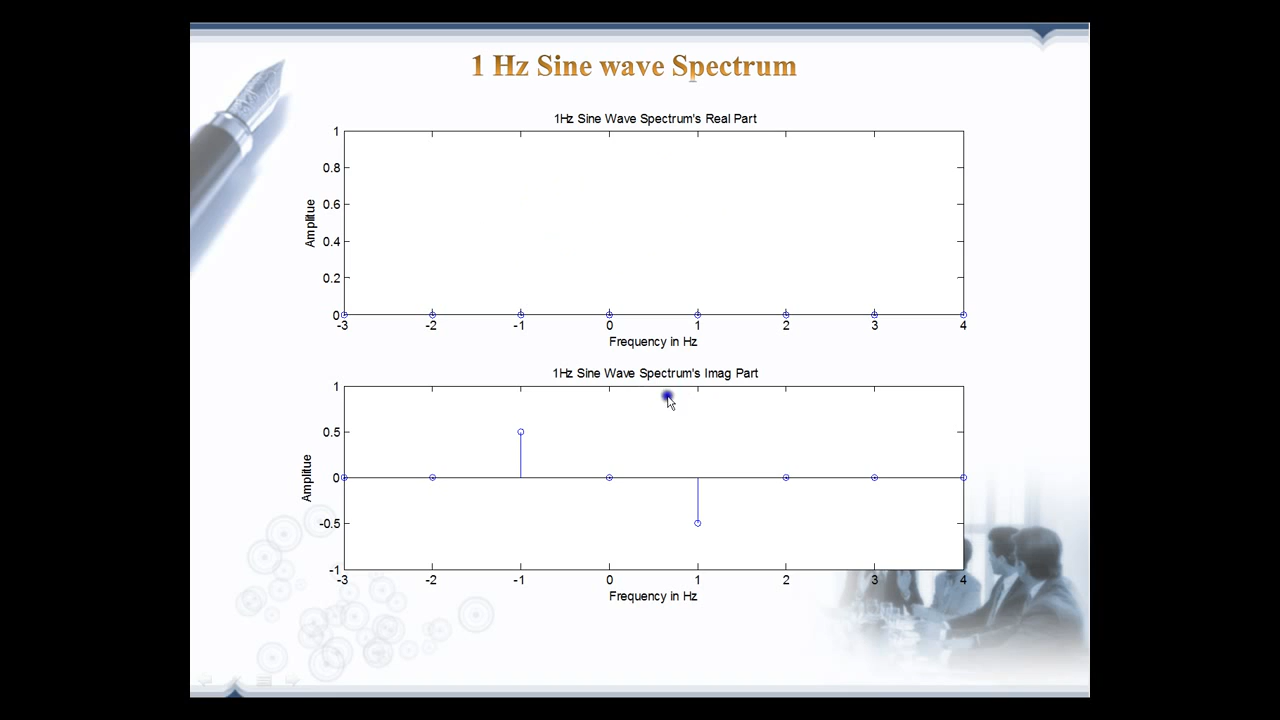 1 Hz Sine wave Spectrum
1Hz Sine Wave Spectrum's Real Part
1
0.8
0.6
0.4
0.2
0
Amplitue
-3 -2 -1 0 1 2 3 4
Frequency in Hz
1Hz Sine Wave Spectrum's Imag Part
1
0.5
0
-0.5
-1
Amplitue
-3 -2 -1 0 1 2 3 4
Frequency in Hz